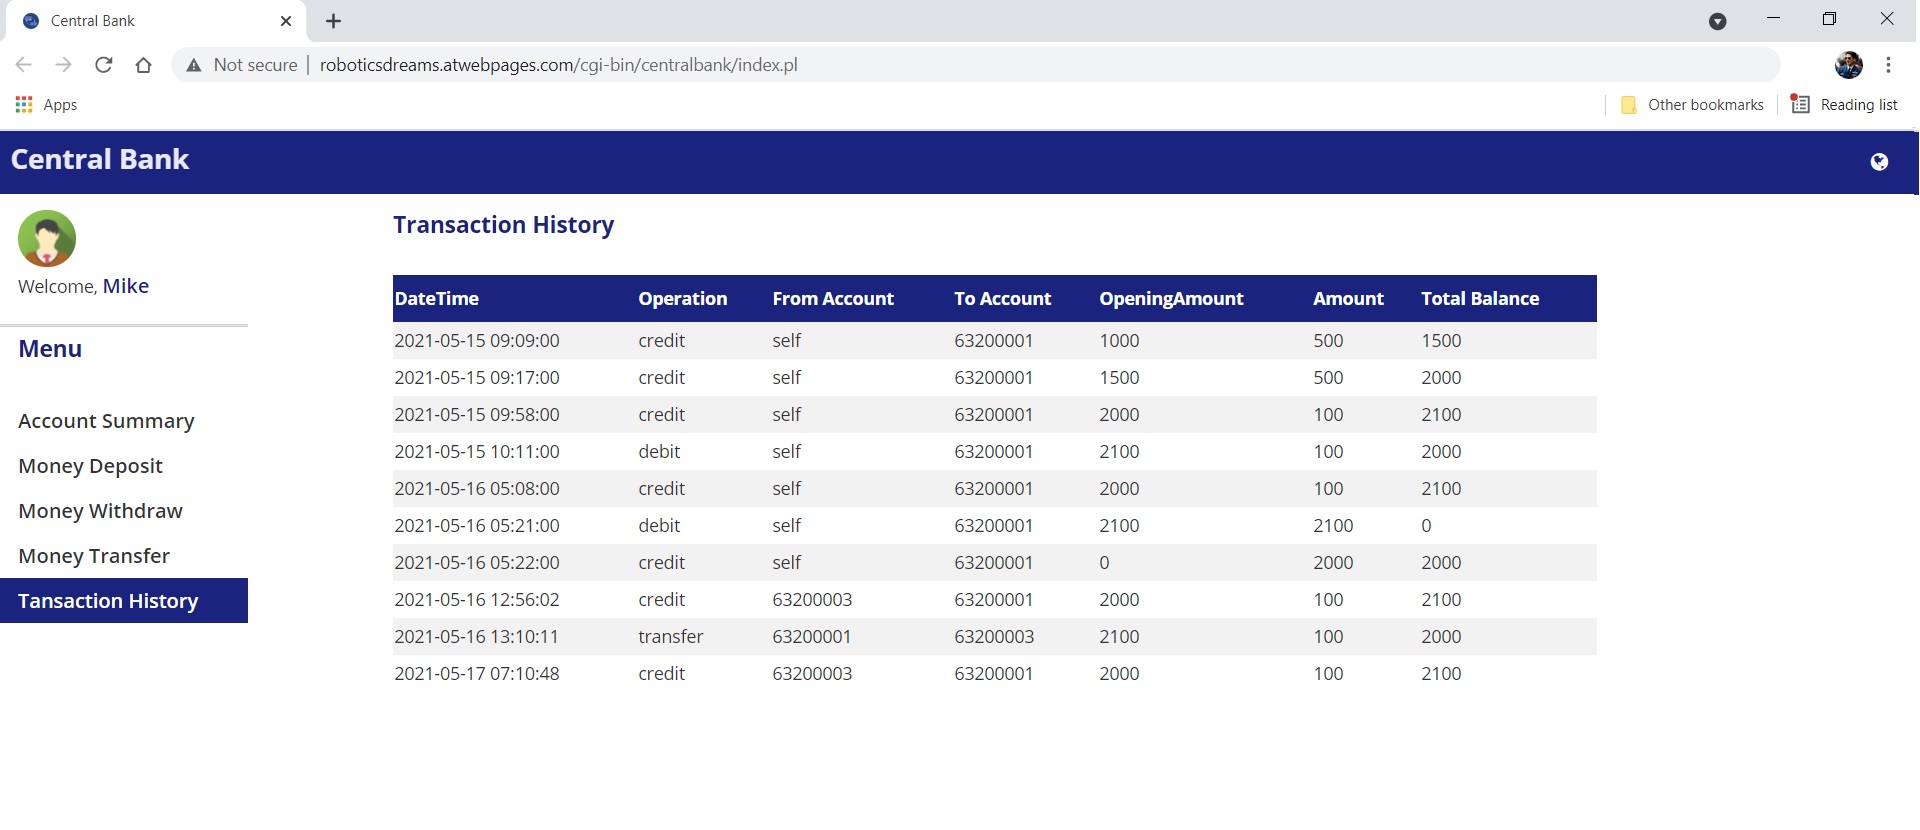 Central Bank
Not secure | roboticsdreams.atwebpages.com/cgi-bin/centralbank/index.pl
Apps Other bookmarks Reading list
Central Bank
Welcome, Mike
Menu
Account Summary
Money Deposit
Money Withdraw
Money Transfer
Tansaction History
Transaction History
DateTime Operation From Account To Account OpeningAmount Amount Total Balance
2021-05-15 09:09:00 credit self 63200001 1000 500 1500
2021-05-15 09:17:00 credit self 63200001 1500 500 2000
2021-05-15 09:58:00 credit self 63200001 2000 100 2100
2021-05-15 10:11:00 debit self 63200001 2100 100 2000
2021-05-16 05:08:00 credit self 63200001 2000 100 2100
2021-05-16 05:21:00 debit self 63200001 2100 2100 0
2021-05-16 05:22:00 credit self 63200001 0 2000 2000
2021-05-16 12:56:02 credit 63200003 63200001 2000 100 2100
2021-05-16 13:10:11 transfer 63200001 63200003 2100 100 2000
2021-05-17 07:10:48 credit 63200003 63200001 2000 100 2100